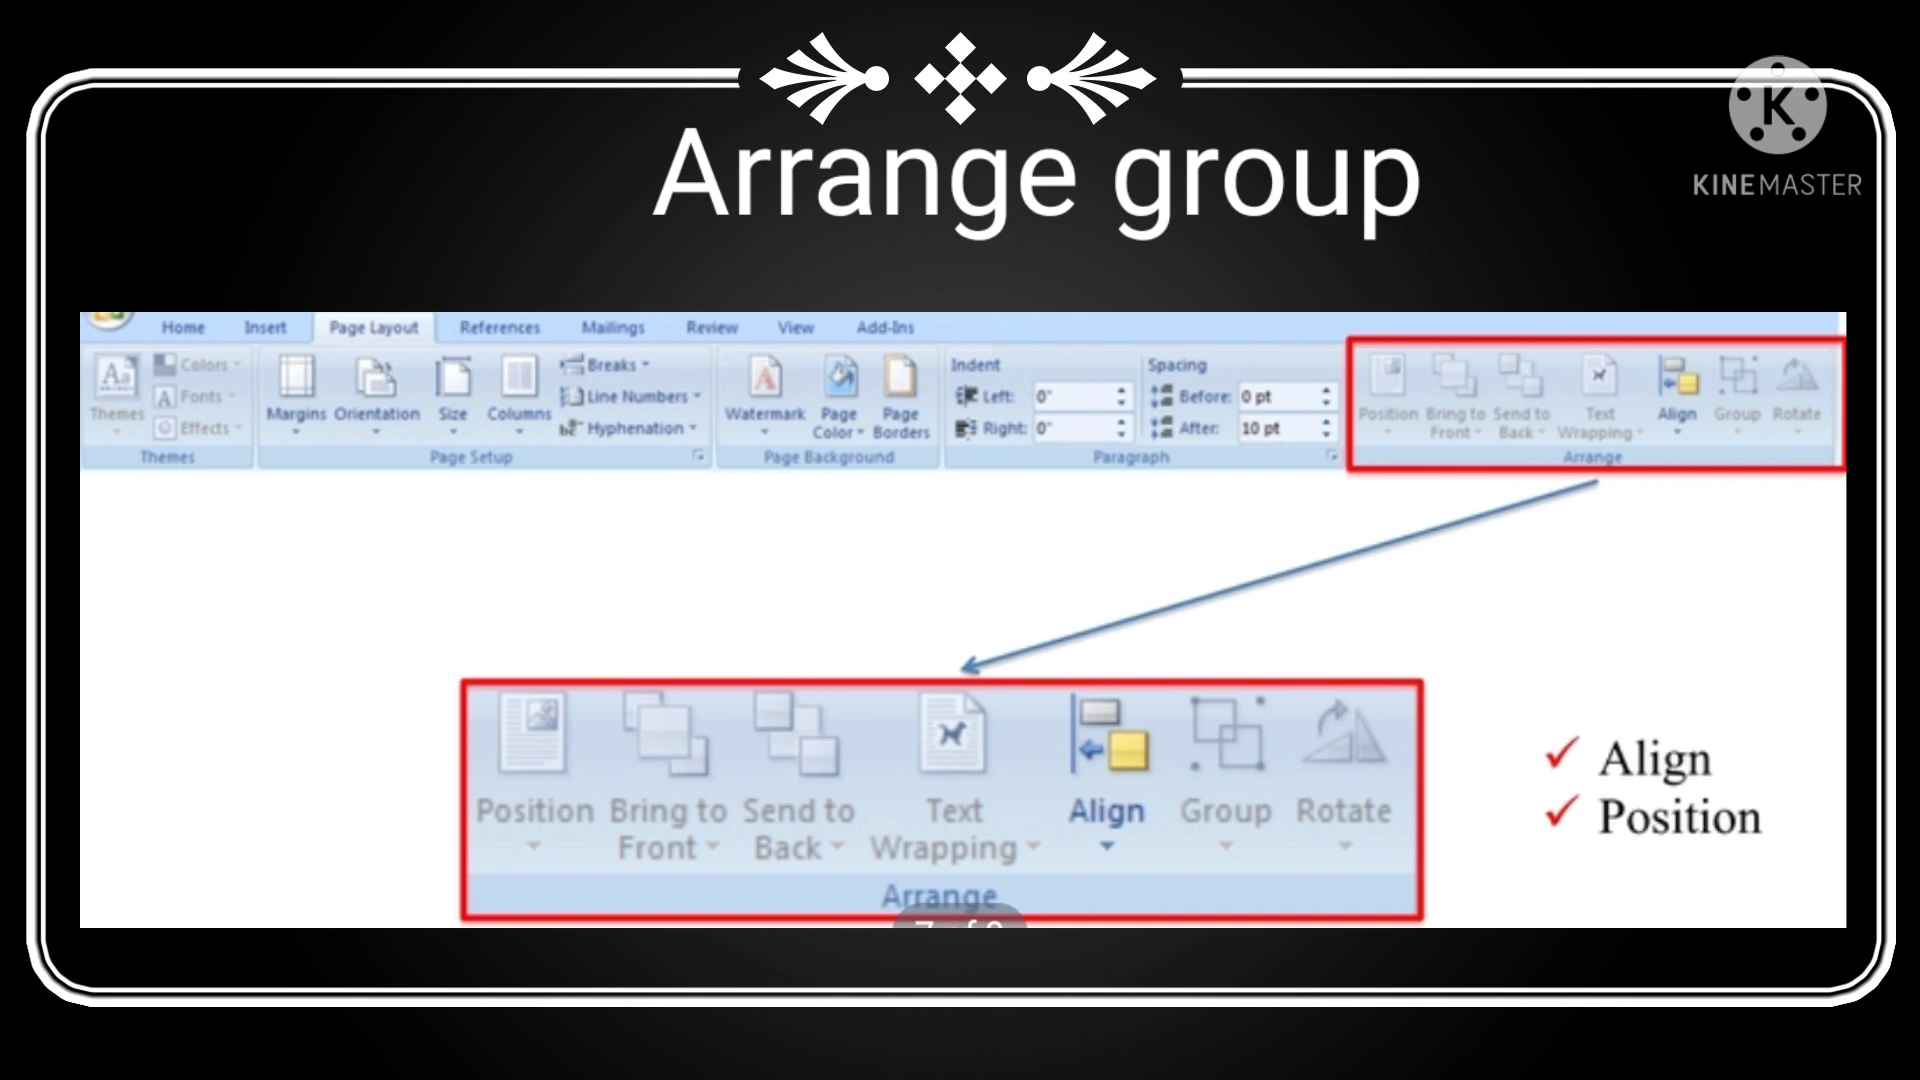 Arrange group
KINEMASTER
Home Insert Page Layout References Mailings Review View Add-Ins
Themes
Colors
Fonts
Effects
Themes
Margins Orientation Size Columns
Breaks
Line Numbers
Hyphenation
Page Setup
Watermark Page Color Page Borders
Page Background
Indent
Left: 0"
Right: 0"
Spacing
Before: 0 pt
After: 10 pt
Paragraph
Position Bring to Front Send to Back Text Wrapping Align Group Rotate
Arrange
Position Bring to Front Send to Back Text Wrapping Align Group Rotate
Arrange
Align
Position